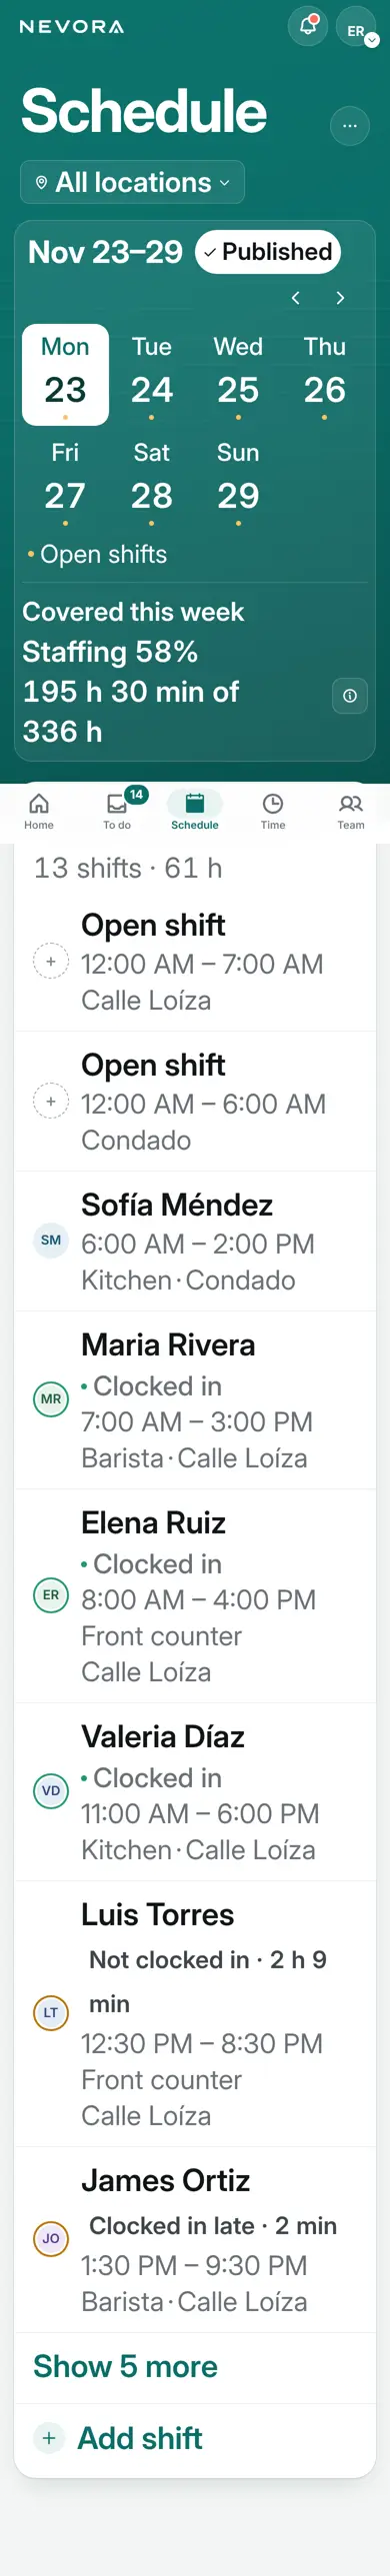 NEVORA
ER
Schedule
All locations
Nov 23–29
Published
Mon
Tue
Wed
Thu
23
24
25
26
Fri
Sat
Sun
27
28
29
Open shifts
Covered this week
Staffing 58%
195 h 30 min of
336 h
Home
14
To do
Schedule
Time
Team
13 shifts · 61 h
Open shift
12:00 AM – 7:00 AM
Calle Loíza
Open shift
12:00 AM – 6:00 AM
Condado
SM
Sofía Méndez
6:00 AM – 2:00 PM
Kitchen · Condado
MR
Maria Rivera
Clocked in
7:00 AM – 3:00 PM
Barista · Calle Loíza
ER
Elena Ruiz
Clocked in
8:00 AM – 4:00 PM
Front counter
Calle Loíza
VD
Valeria Díaz
Clocked in
11:00 AM – 6:00 PM
Kitchen · Calle Loíza
LT
Luis Torres
Not clocked in · 2 h 9
min
12:30 PM – 8:30 PM
Front counter
Calle Loíza
JO
James Ortiz
Clocked in late · 2 min
1:30 PM – 9:30 PM
Barista · Calle Loíza
Show 5 more
+ Add shift